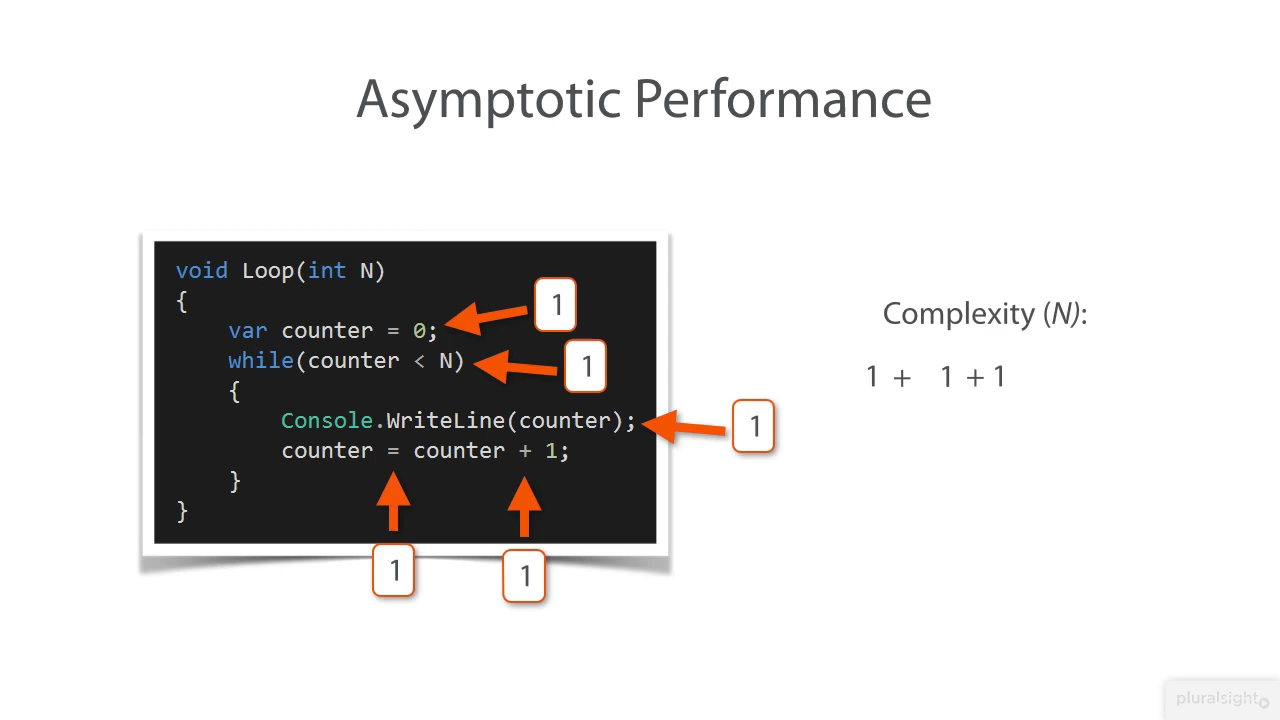 Asymptotic Performance
void Loop(int N)
{
var counter = 0;
1
while(counter < N)
1
{
Console.WriteLine(counter);
1
counter = counter + 1;
}
}
1
1
Complexity (N):
1 + 1 + 1
pluralsight